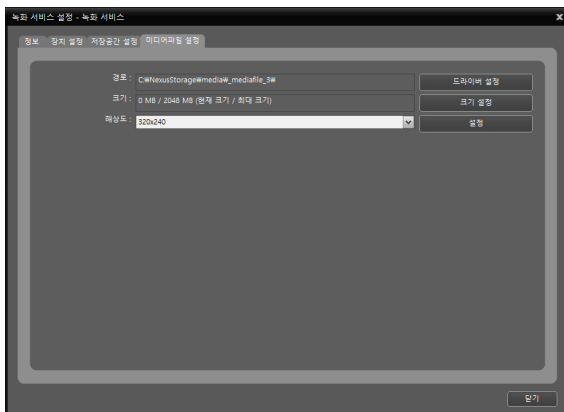 녹화 서비스 설정 - 녹화 서비스 x
정보 장치 설정 저장공간 설정 미디어파일 설정
경로 : C:₩NexusStorage₩media₩_mediafile_3₩ 드라이버 설정
크기 : 0 MB / 2048 MB (현재 크기 / 최대 크기) 크기 설정
해상도 : 320x240 설정
닫기